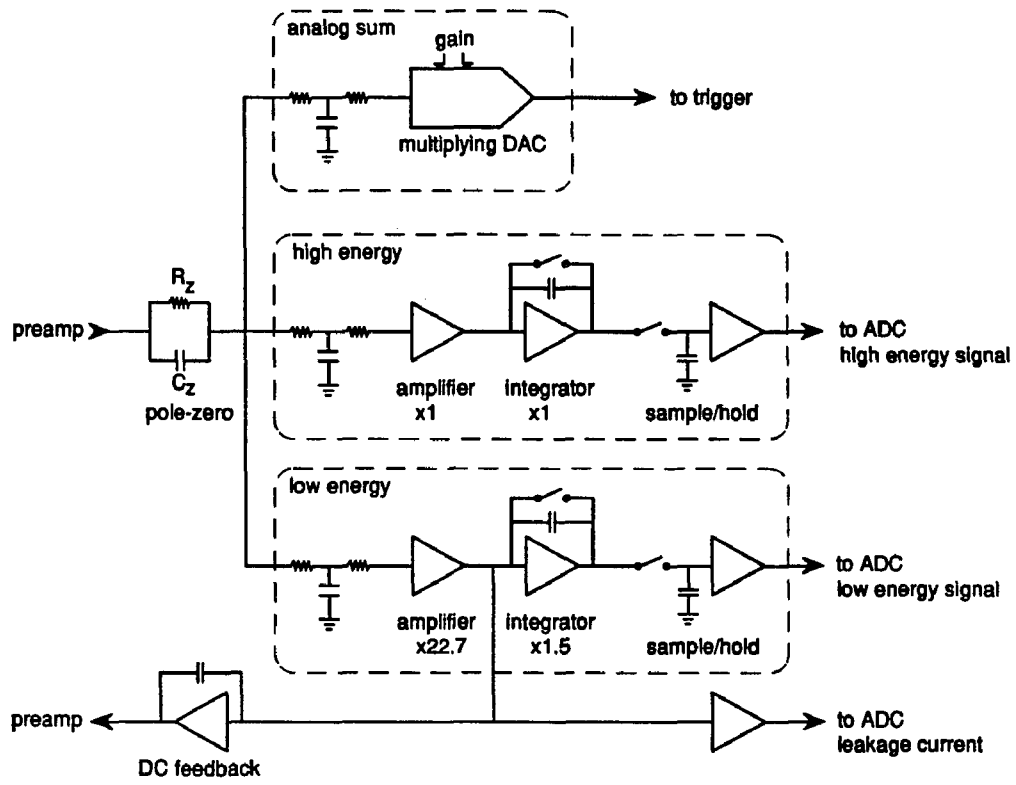 analog sum
gain
to trigger
multiplying DAC
high energy
R_Z
preamp
to ADC
high energy signal
C_Z
pole-zero
amplifier
x1
integrator
x1
sample/hold
low energy
to ADC
low energy signal
amplifier
x22.7
integrator
x1.5
sample/hold
preamp
to ADC
leakage current
DC feedback